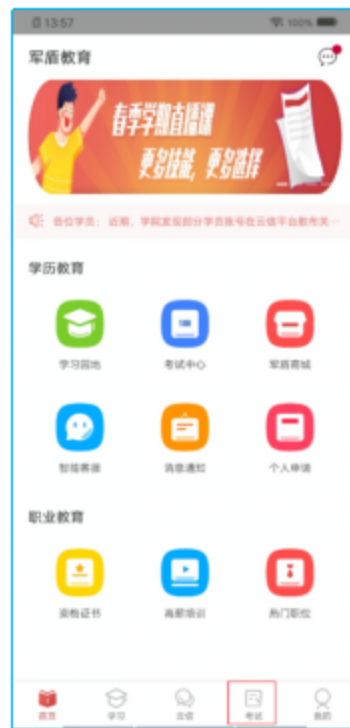 13:57
100%
军盾教育
春季学期直播课
更多技能，更多选择
各位学员：近期，学院发现部分学员账号在云信平台散布关…
学历教育
学习园地
考试中心
军盾商城
智能客服
消息通知
个人申请
职业教育
资格证书
高薪培训
热门职位
首页
学习
云信
考试
我的